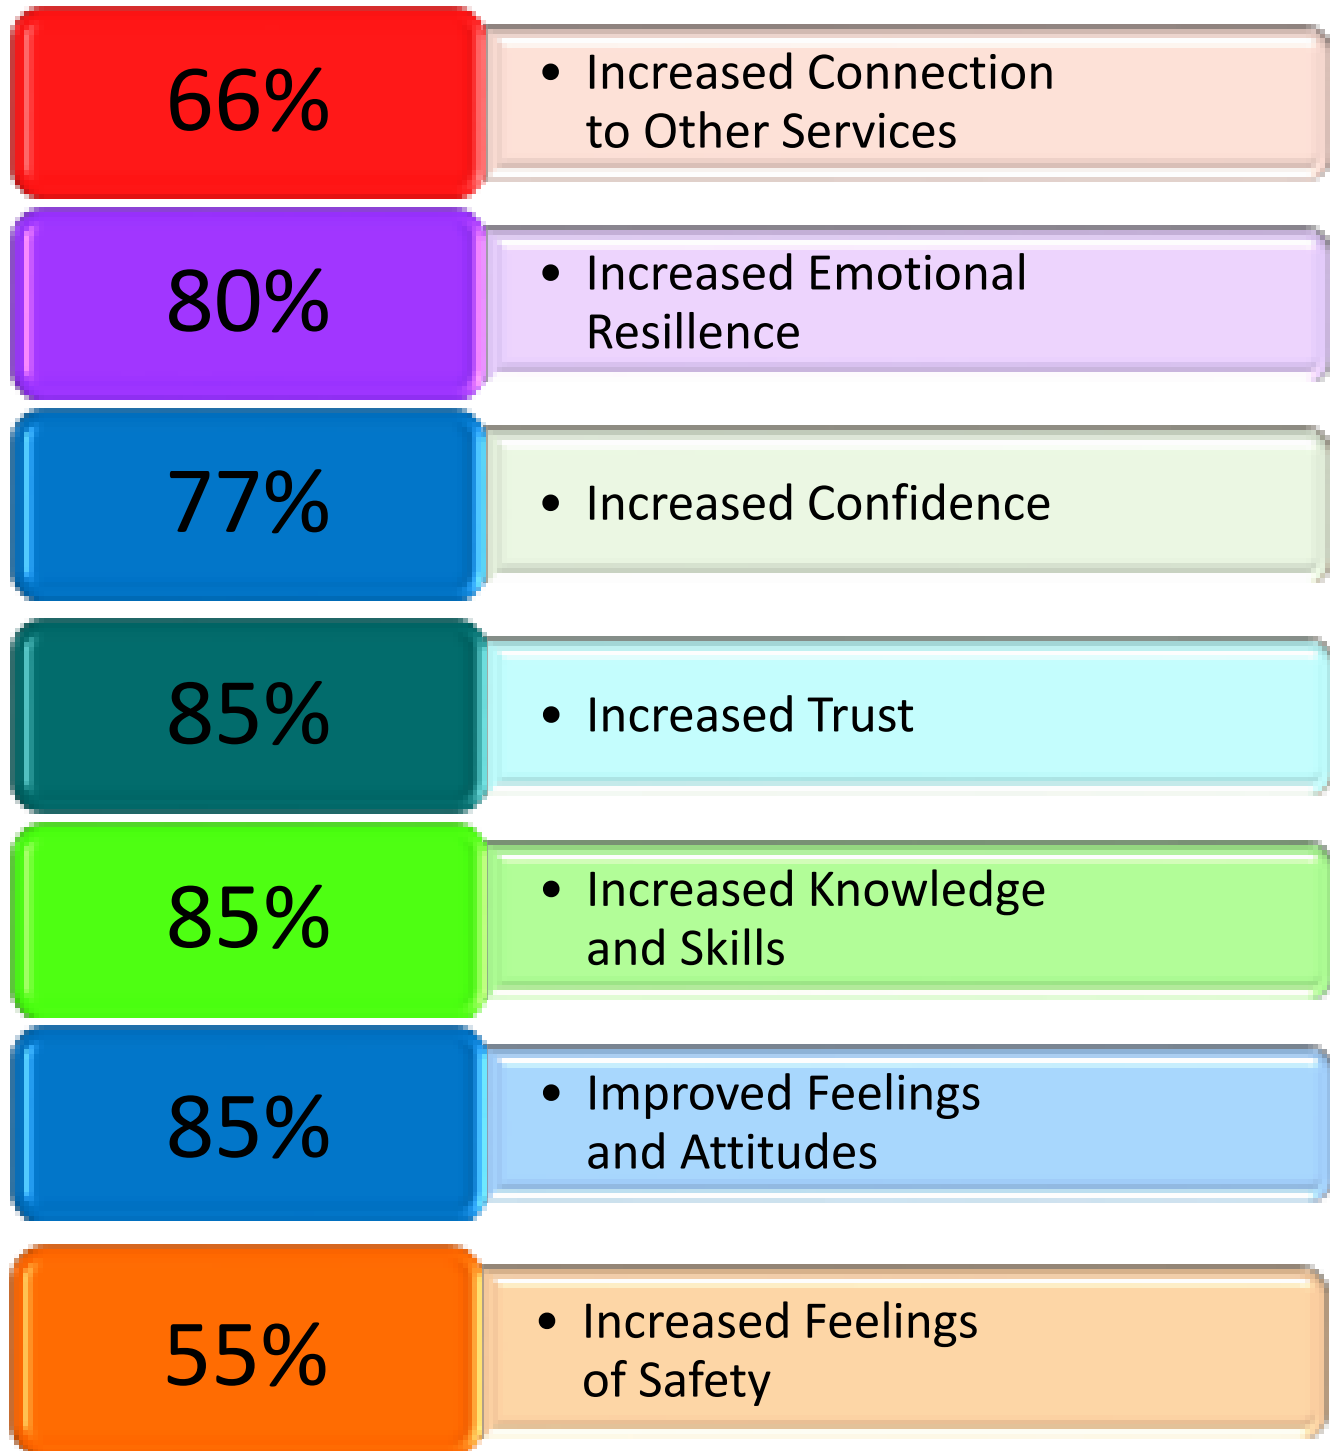 66%
• Increased Connection
to Other Services
80%
• Increased Emotional
Resillence
77%
• Increased Confidence
85%
• Increased Trust
85%
• Increased Knowledge
and Skills
85%
• Improved Feelings
and Attitudes
55%
• Increased Feelings
of Safety